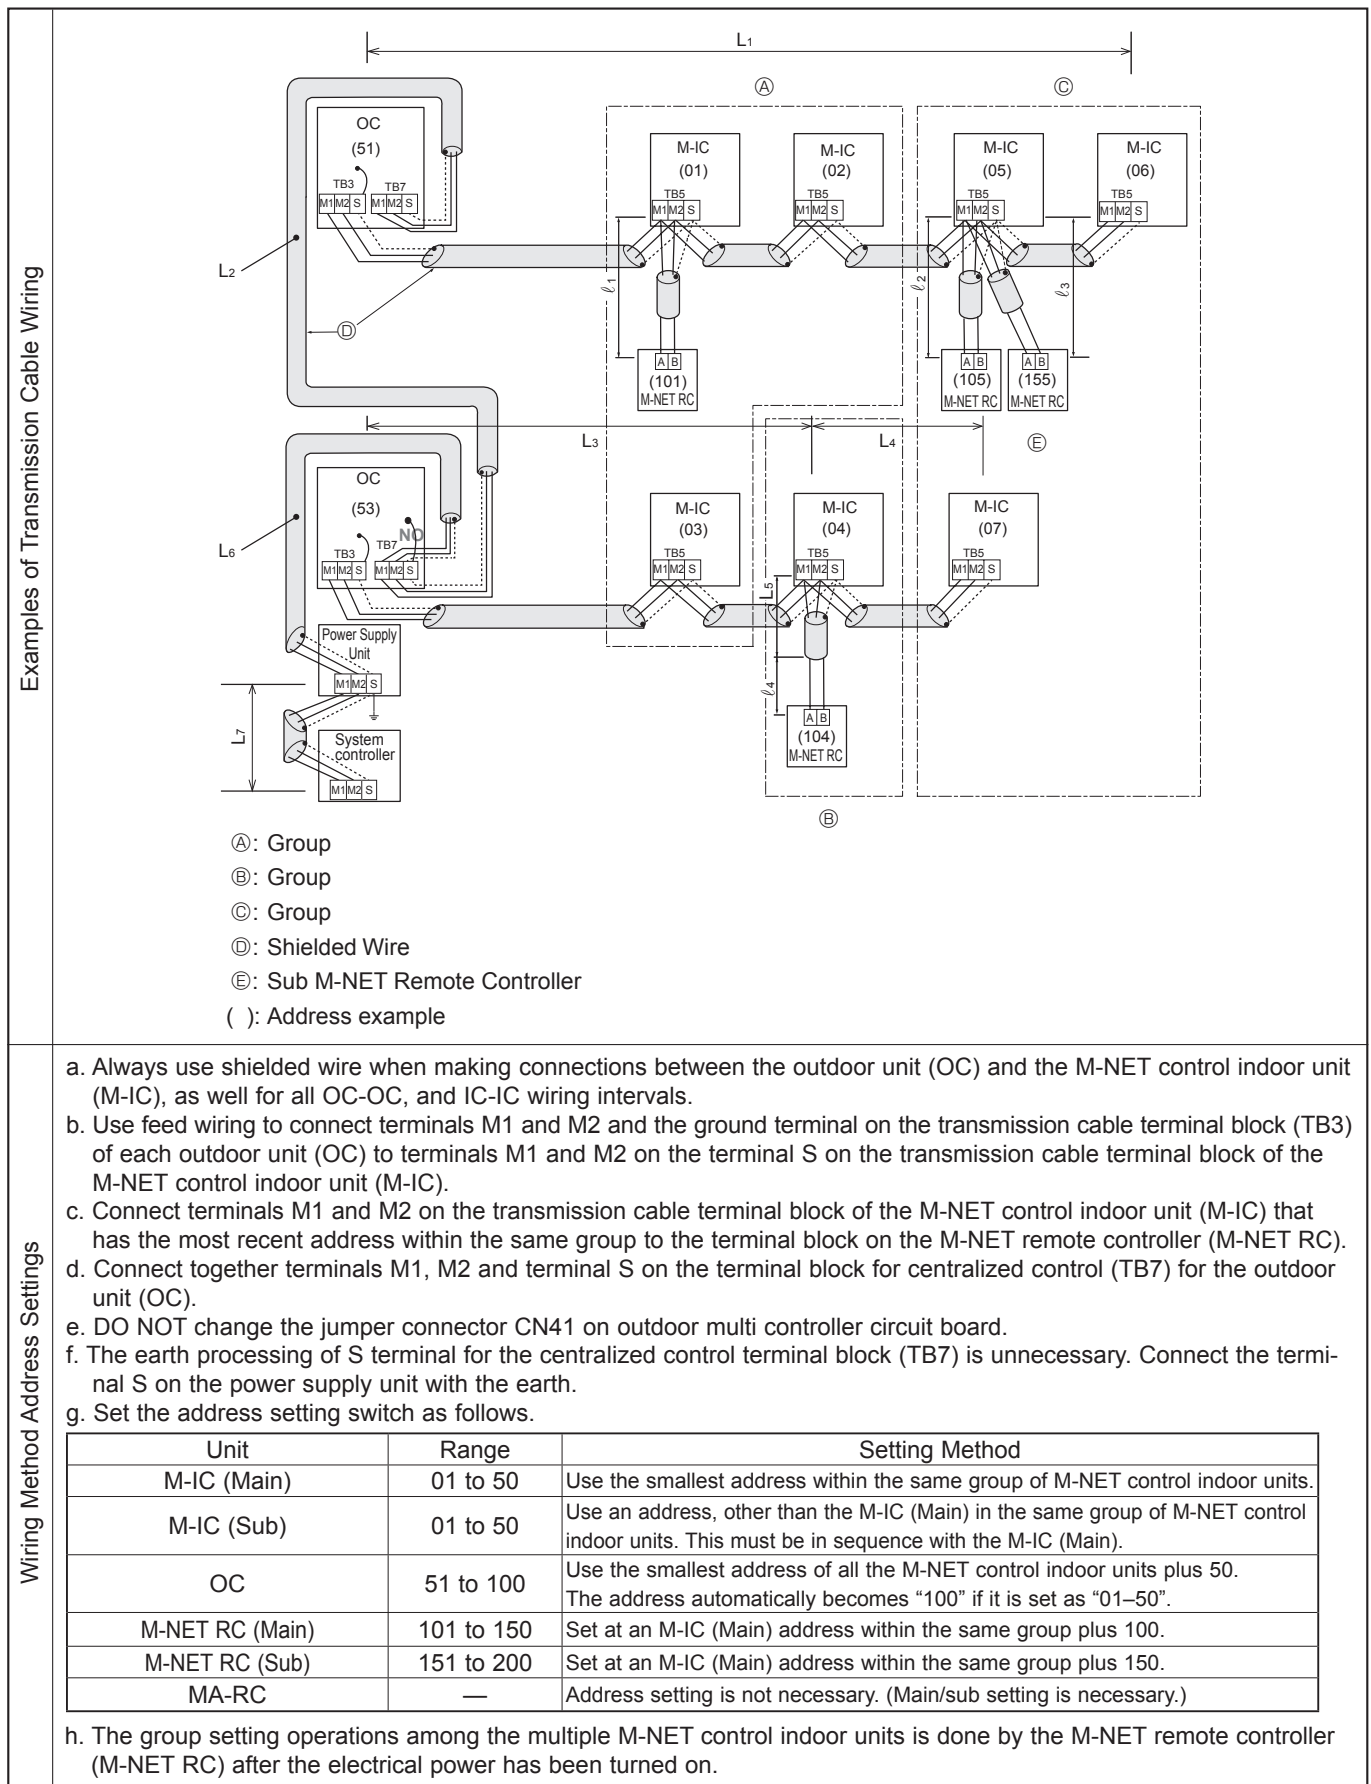 Examples of Transmission Cable Wiring
L1
Ⓐ
Ⓒ
OC
(51)
TB3
TB7
M1 M2 S
M1 M2 S
M-IC
(01)
TB5
M1 M2 S
M-IC
(02)
TB5
M1 M2 S
M-IC
(05)
TB5
M1 M2 S
M-IC
(06)
TB5
M1 M2 S
L2
Ⓓ
ℓ1
ℓ2
ℓ3
A B
(101)
M-NET RC
A B
(105)
M-NET RC
A B
(155)
M-NET RC
L3
L4
Ⓔ
OC
(53)
NO
TB3
TB7
M1 M2 S
M1 M2 S
M-IC
(03)
TB5
M1 M2 S
M-IC
(04)
TB5
M1 M2 S
M-IC
(07)
TB5
M1 M2 S
L6
L5
ℓ4
A B
(104)
M-NET RC
Power Supply
Unit
M1 M2 S
L7
System
controller
M1 M2 S
Ⓑ
Ⓐ: Group
Ⓑ: Group
Ⓒ: Group
Ⓓ: Shielded Wire
Ⓔ: Sub M-NET Remote Controller
( ): Address example
Wiring Method Address Settings
a. Always use shielded wire when making connections between the outdoor unit (OC) and the M-NET control indoor unit
(M-IC), as well for all OC-OC, and IC-IC wiring intervals.
b. Use feed wiring to connect terminals M1 and M2 and the ground terminal on the transmission cable terminal block (TB3)
of each outdoor unit (OC) to terminals M1 and M2 on the terminal S on the transmission cable terminal block of the
M-NET control indoor unit (M-IC).
c. Connect terminals M1 and M2 on the transmission cable terminal block of the M-NET control indoor unit (M-IC) that
has the most recent address within the same group to the terminal block on the M-NET remote controller (M-NET RC).
d. Connect together terminals M1, M2 and terminal S on the terminal block for centralized control (TB7) for the outdoor
unit (OC).
e. DO NOT change the jumper connector CN41 on outdoor multi controller circuit board.
f. The earth processing of S terminal for the centralized control terminal block (TB7) is unnecessary. Connect the termi-
nal S on the power supply unit with the earth.
g. Set the address setting switch as follows.
Unit Range Setting Method
M-IC (Main) 01 to 50 Use the smallest address within the same group of M-NET control indoor units.
M-IC (Sub) 01 to 50 Use an address, other than the M-IC (Main) in the same group of M-NET control
indoor units. This must be in sequence with the M-IC (Main).
OC 51 to 100 Use the smallest address of all the M-NET control indoor units plus 50.
The address automatically becomes “100” if it is set as “01–50”.
M-NET RC (Main) 101 to 150 Set at an M-IC (Main) address within the same group plus 100.
M-NET RC (Sub) 151 to 200 Set at an M-IC (Main) address within the same group plus 150.
MA-RC — Address setting is not necessary. (Main/sub setting is necessary.)
h. The group setting operations among the multiple M-NET control indoor units is done by the M-NET remote controller
(M-NET RC) after the electrical power has been turned on.